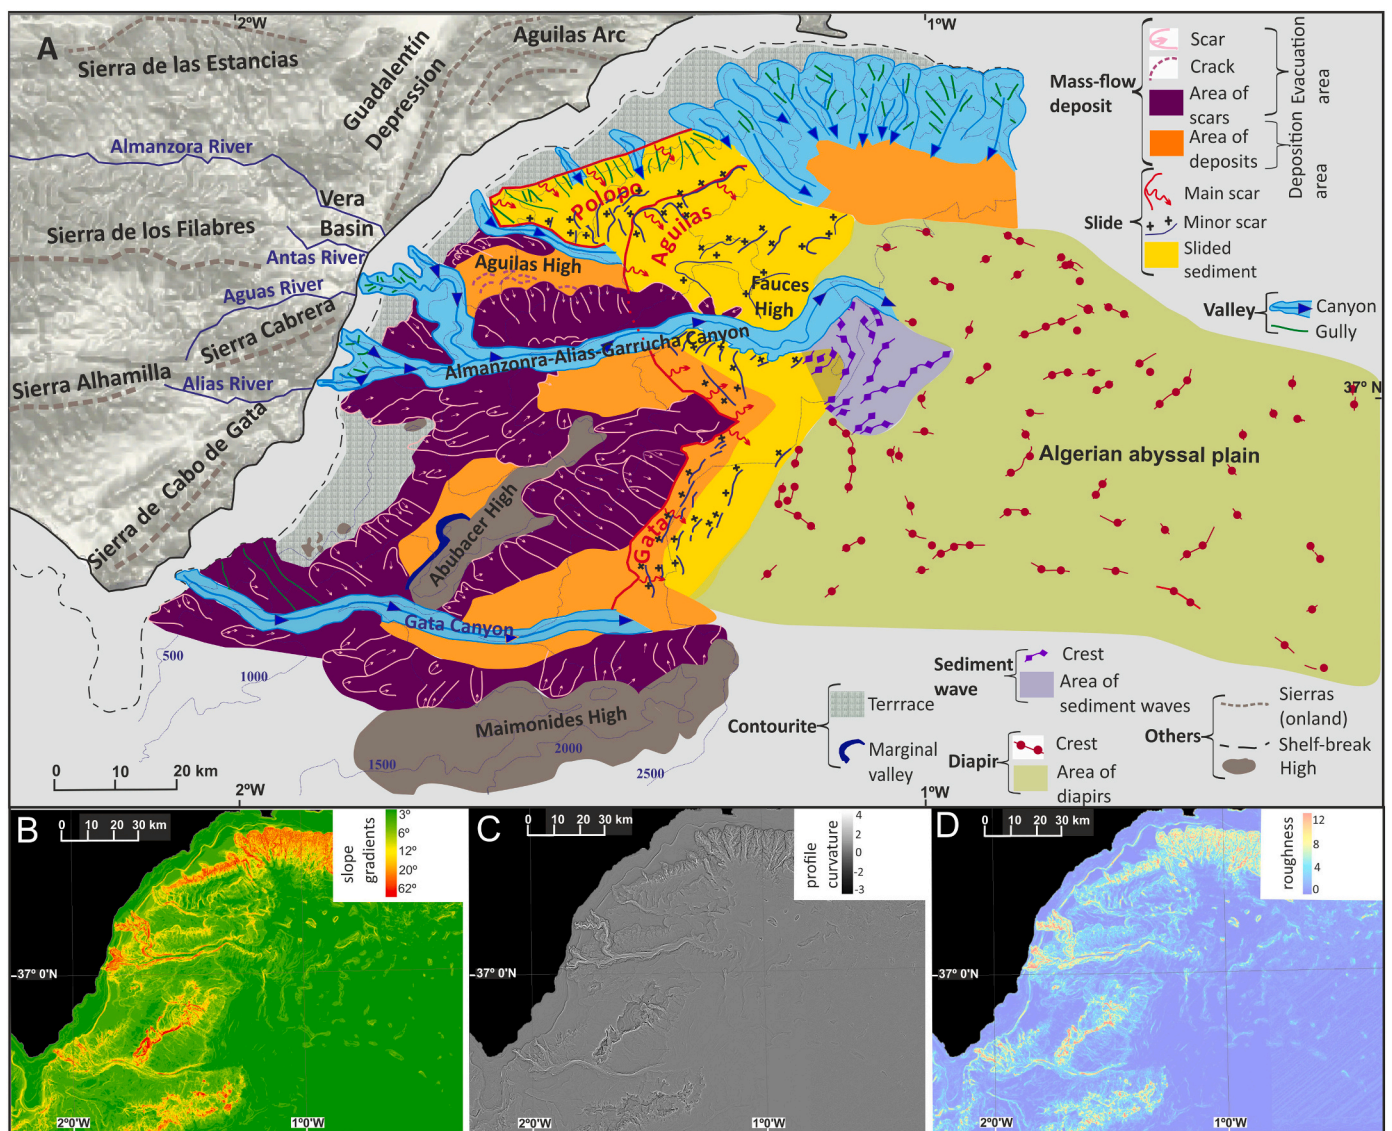 A
2ºW
1ºW
Sierra de las Estancias
Guadalentín
Depression
Aguilas Arc
Almanzora River
Vera
Basin
Sierra de los Filabres
Antas River
Aguas River
Sierra Cabrera
Sierra Alhamilla
Alias River
Sierra de Cabo de Gata
Polopo
Aguilas
Aguilas High
Fauces
High
Almanzonra-Alias-Garrucha Canyon
Abubacer High
Gata
Gata Canyon
Maimonides High
Algerian abyssal plain
37º N
500
1000
1500
2000
2500
0 10 20 km
2ºW
1ºW
Mass-flow
deposit
Scar
Crack
Area of
scars
Area of
deposits
Evacuation
area
Deposition
area
Slide
Main scar
Minor scar
Slided
sediment
Valley
Canyon
Gully
Sediment
wave
Crest
Area of
sediment waves
Contourite
Terrrace
Marginal
valley
Diapir
Crest
Area of
diapirs
Others
Sierras
(onland)
Shelf-break
High
B
0 10 20 30 km
slope
gradients
3º
6º
12º
20º
62º
37º 0'N
2º0'W
1º0'W
C
0 10 20 30 km
profile
curvature
4
2
0
-2
-3
37º 0'N
2º0'W
1º0'W
D
0 10 20 30 km
roughness
12
8
4
0
37º 0'N
2º0'W
1º0'W